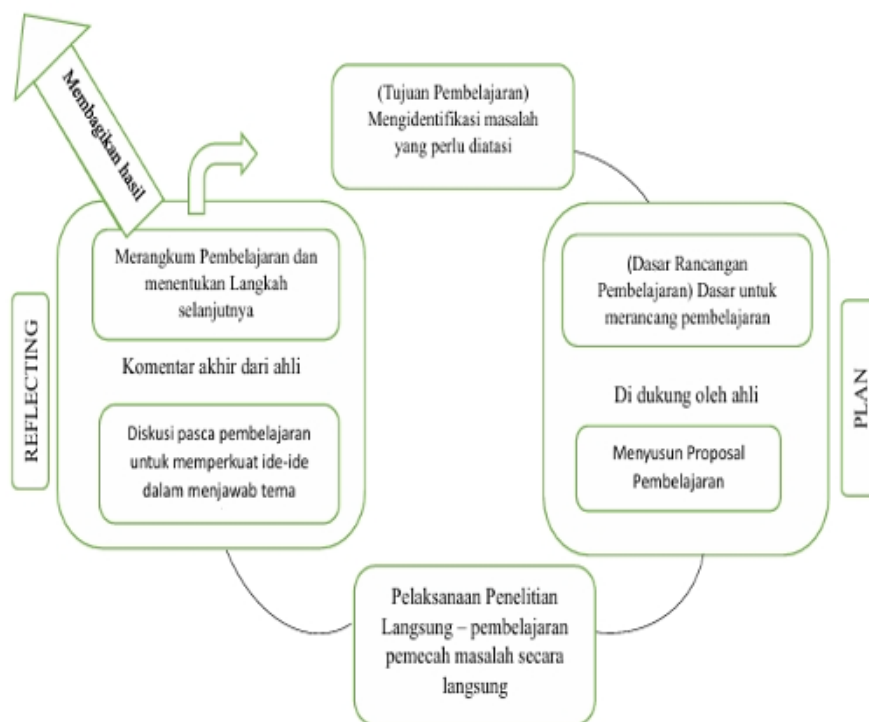 (Tujuan Pembelajaran)
Mengidentifikasi masalah
yang perlu diatasi
(Dasar Rancangan
Pembelajaran) Dasar untuk
merancang pembelajaran
Di dukung oleh ahli
Menyusun Proposal
Pembelajaran
PLAN
Pelaksanaan Penelitian
Langsung – pembelajaran
pemecah masalah secara
langsung
REFLECTING
Diskusi pasca pembelajaran
untuk memperkuat ide-ide
dalam menjawab tema
Komentar akhir dari ahli
Merangkum Pembelajaran dan
menentukan Langkah
selanjutnya
Membagikan hasil